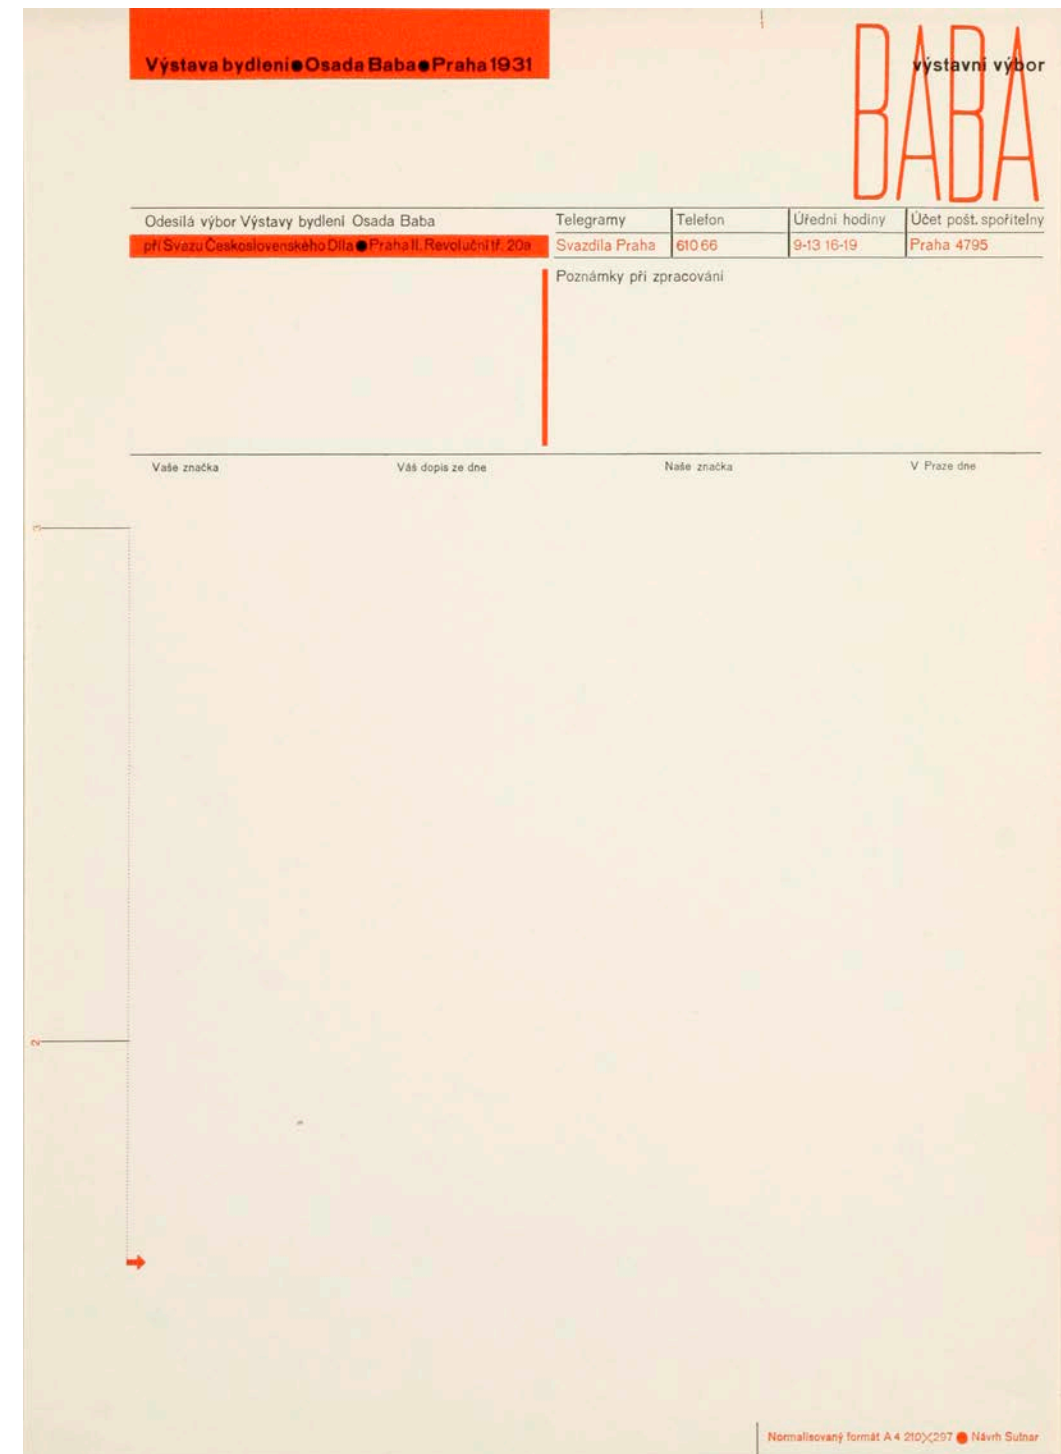 Výstava bydlení●Osada Baba●Praha 1931
BABA
výstavní výbor
Odesílá výbor Výstavy bydlení Osada Baba
při Svazu Československého Díla●Praha II. Revoluční tř. 20a
Telegramy
Svazdíla Praha
Telefon
610 66
Úřední hodiny
9-13 16-19
Účet pošt. spořitelny
Praha 4795
Poznámky při zpracování
Vaše značka
Váš dopis ze dne
Naše značka
V Praze dne
3
2
Normalisovaný formát A 4 210×297 ● Návrh Sutnar